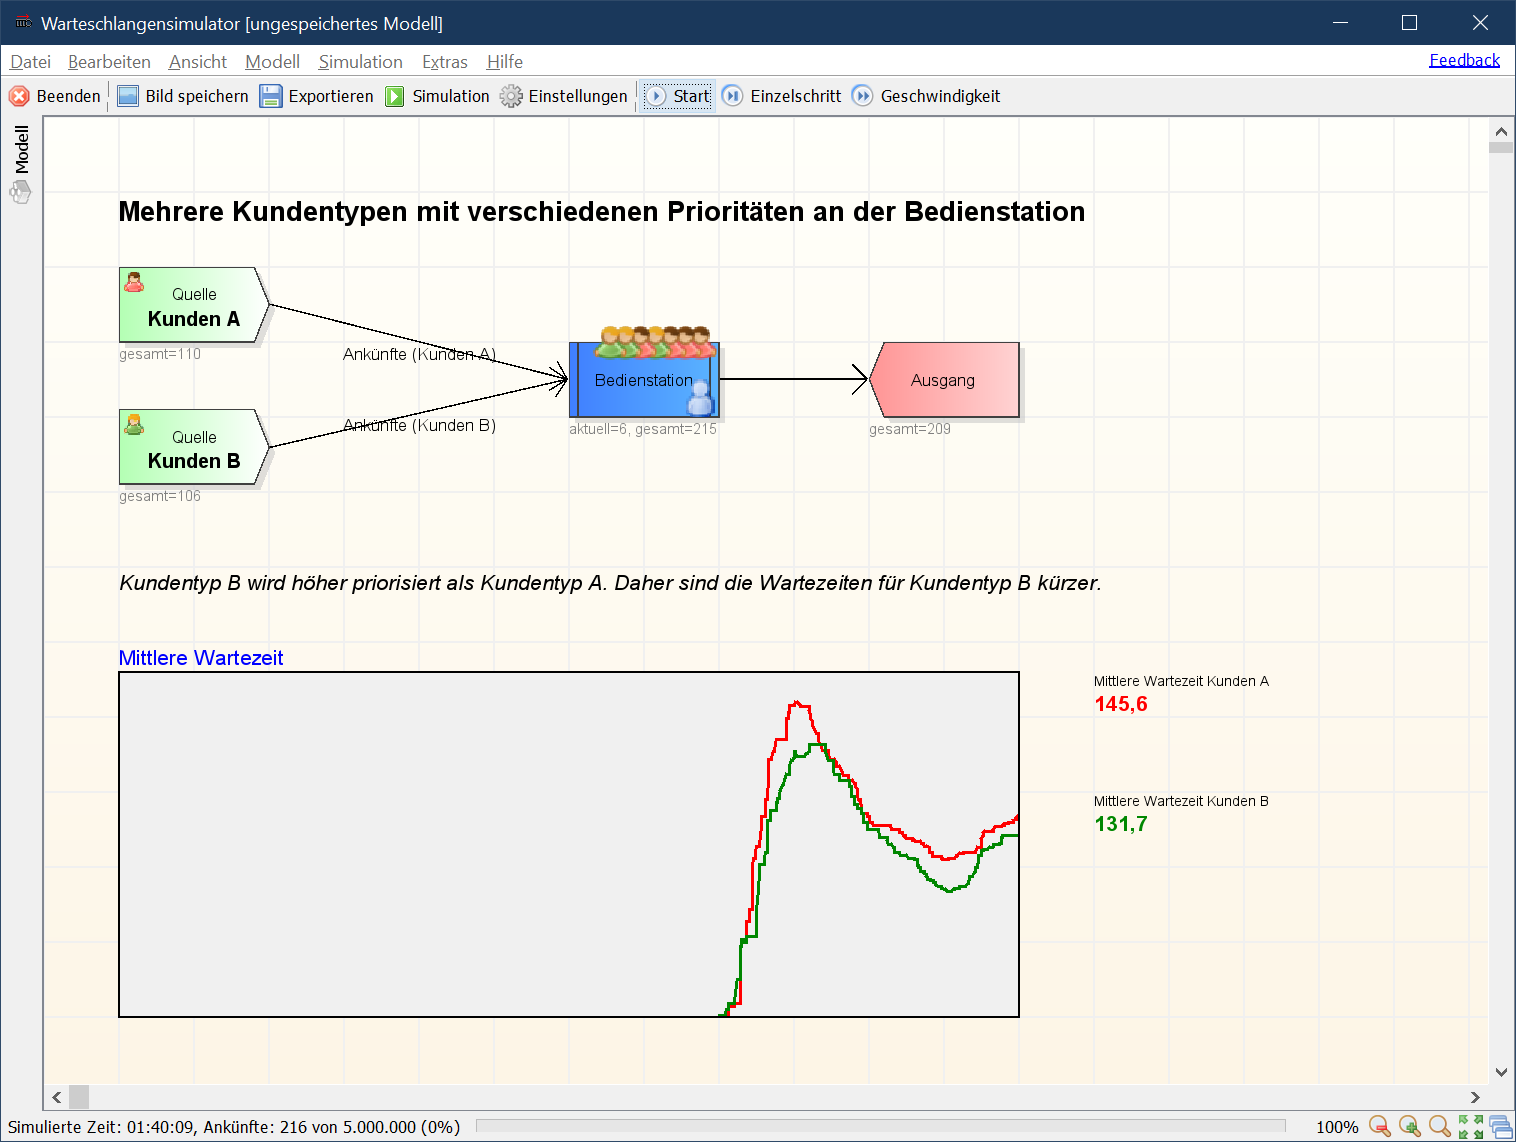 Warteschlangensimulator [ungespeichertes Modell]
Datei Bearbeiten Ansicht Modell Simulation Extras Hilfe Feedback
Beenden Bild speichern Exportieren Simulation Einstellungen Start Einzelschritt Geschwindigkeit
Modell
Mehrere Kundentypen mit verschiedenen Prioritäten an der Bedienstation
Quelle
Kunden A
gesamt=110
Ankünfte (Kunden A)
Bedienstation
aktuell=6, gesamt=215
Ausgang
gesamt=209
Quelle
Kunden B
gesamt=106
Ankünfte (Kunden B)
Kundentyp B wird höher priorisiert als Kundentyp A. Daher sind die Wartezeiten für Kundentyp B kürzer.
Mittlere Wartezeit
Mittlere Wartezeit Kunden A
145,6
Mittlere Wartezeit Kunden B
131,7
Simulierte Zeit: 01:40:09, Ankünfte: 216 von 5.000.000 (0%) 100%